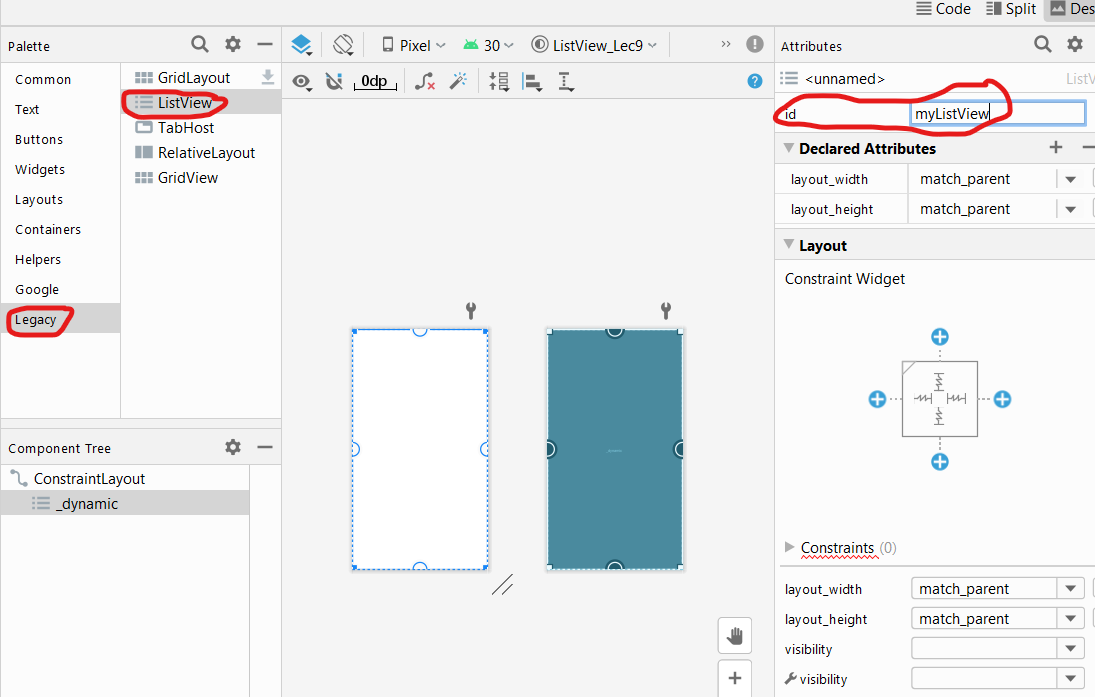 Code
Split
Des
Palette
Pixel
30
ListView_Lec9
Attributes
Common
Text
Buttons
Widgets
Layouts
Containers
Helpers
Google
Legacy
GridLayout
ListView
TabHost
RelativeLayout
GridView
0dp
?
<unnamed>
ListV
id
myListView
Declared Attributes
layout_width
match_parent
layout_height
match_parent
Layout
Constraint Widget
Component Tree
ConstraintLayout
_dynamic
Constraints (0)
layout_width
match_parent
layout_height
match_parent
visibility
visibility